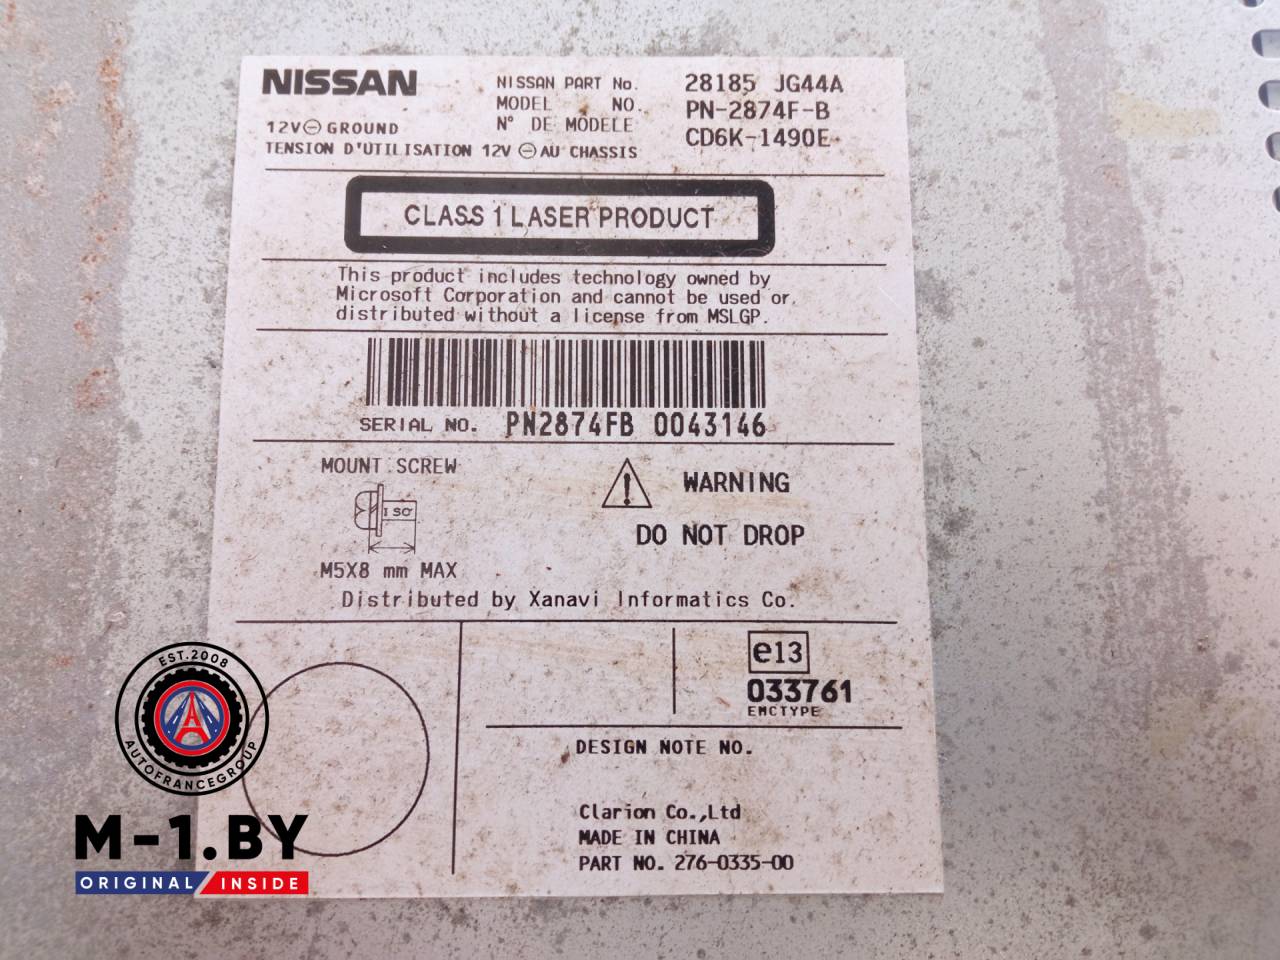 NISSAN
NISSAN PART No. 28185 JG44A
MODEL NO. PN-2874F-B
N° DE MODELE CD6K-1490E
12V⊖GROUND
TENSION D'UTILISATION 12V ⊖AU CHASSIS
CLASS 1 LASER PRODUCT
This product includes technology owned by
Microsoft Corporation and cannot be used or
distributed without a license from MSLGP.
SERIAL NO. PN2874FB 0043146
MOUNT SCREW
ISO
M5X8 mm MAX
WARNING
DO NOT DROP
Distributed by Xanavi Informatics Co.
e13
033761
EMCTYPE
DESIGN NOTE NO.
Clarion Co.,Ltd
MADE IN CHINA
PART NO. 276-0335-00
EST.2008
AUTOFRANCEGROUP
M-1.BY
ORIGINAL INSIDE